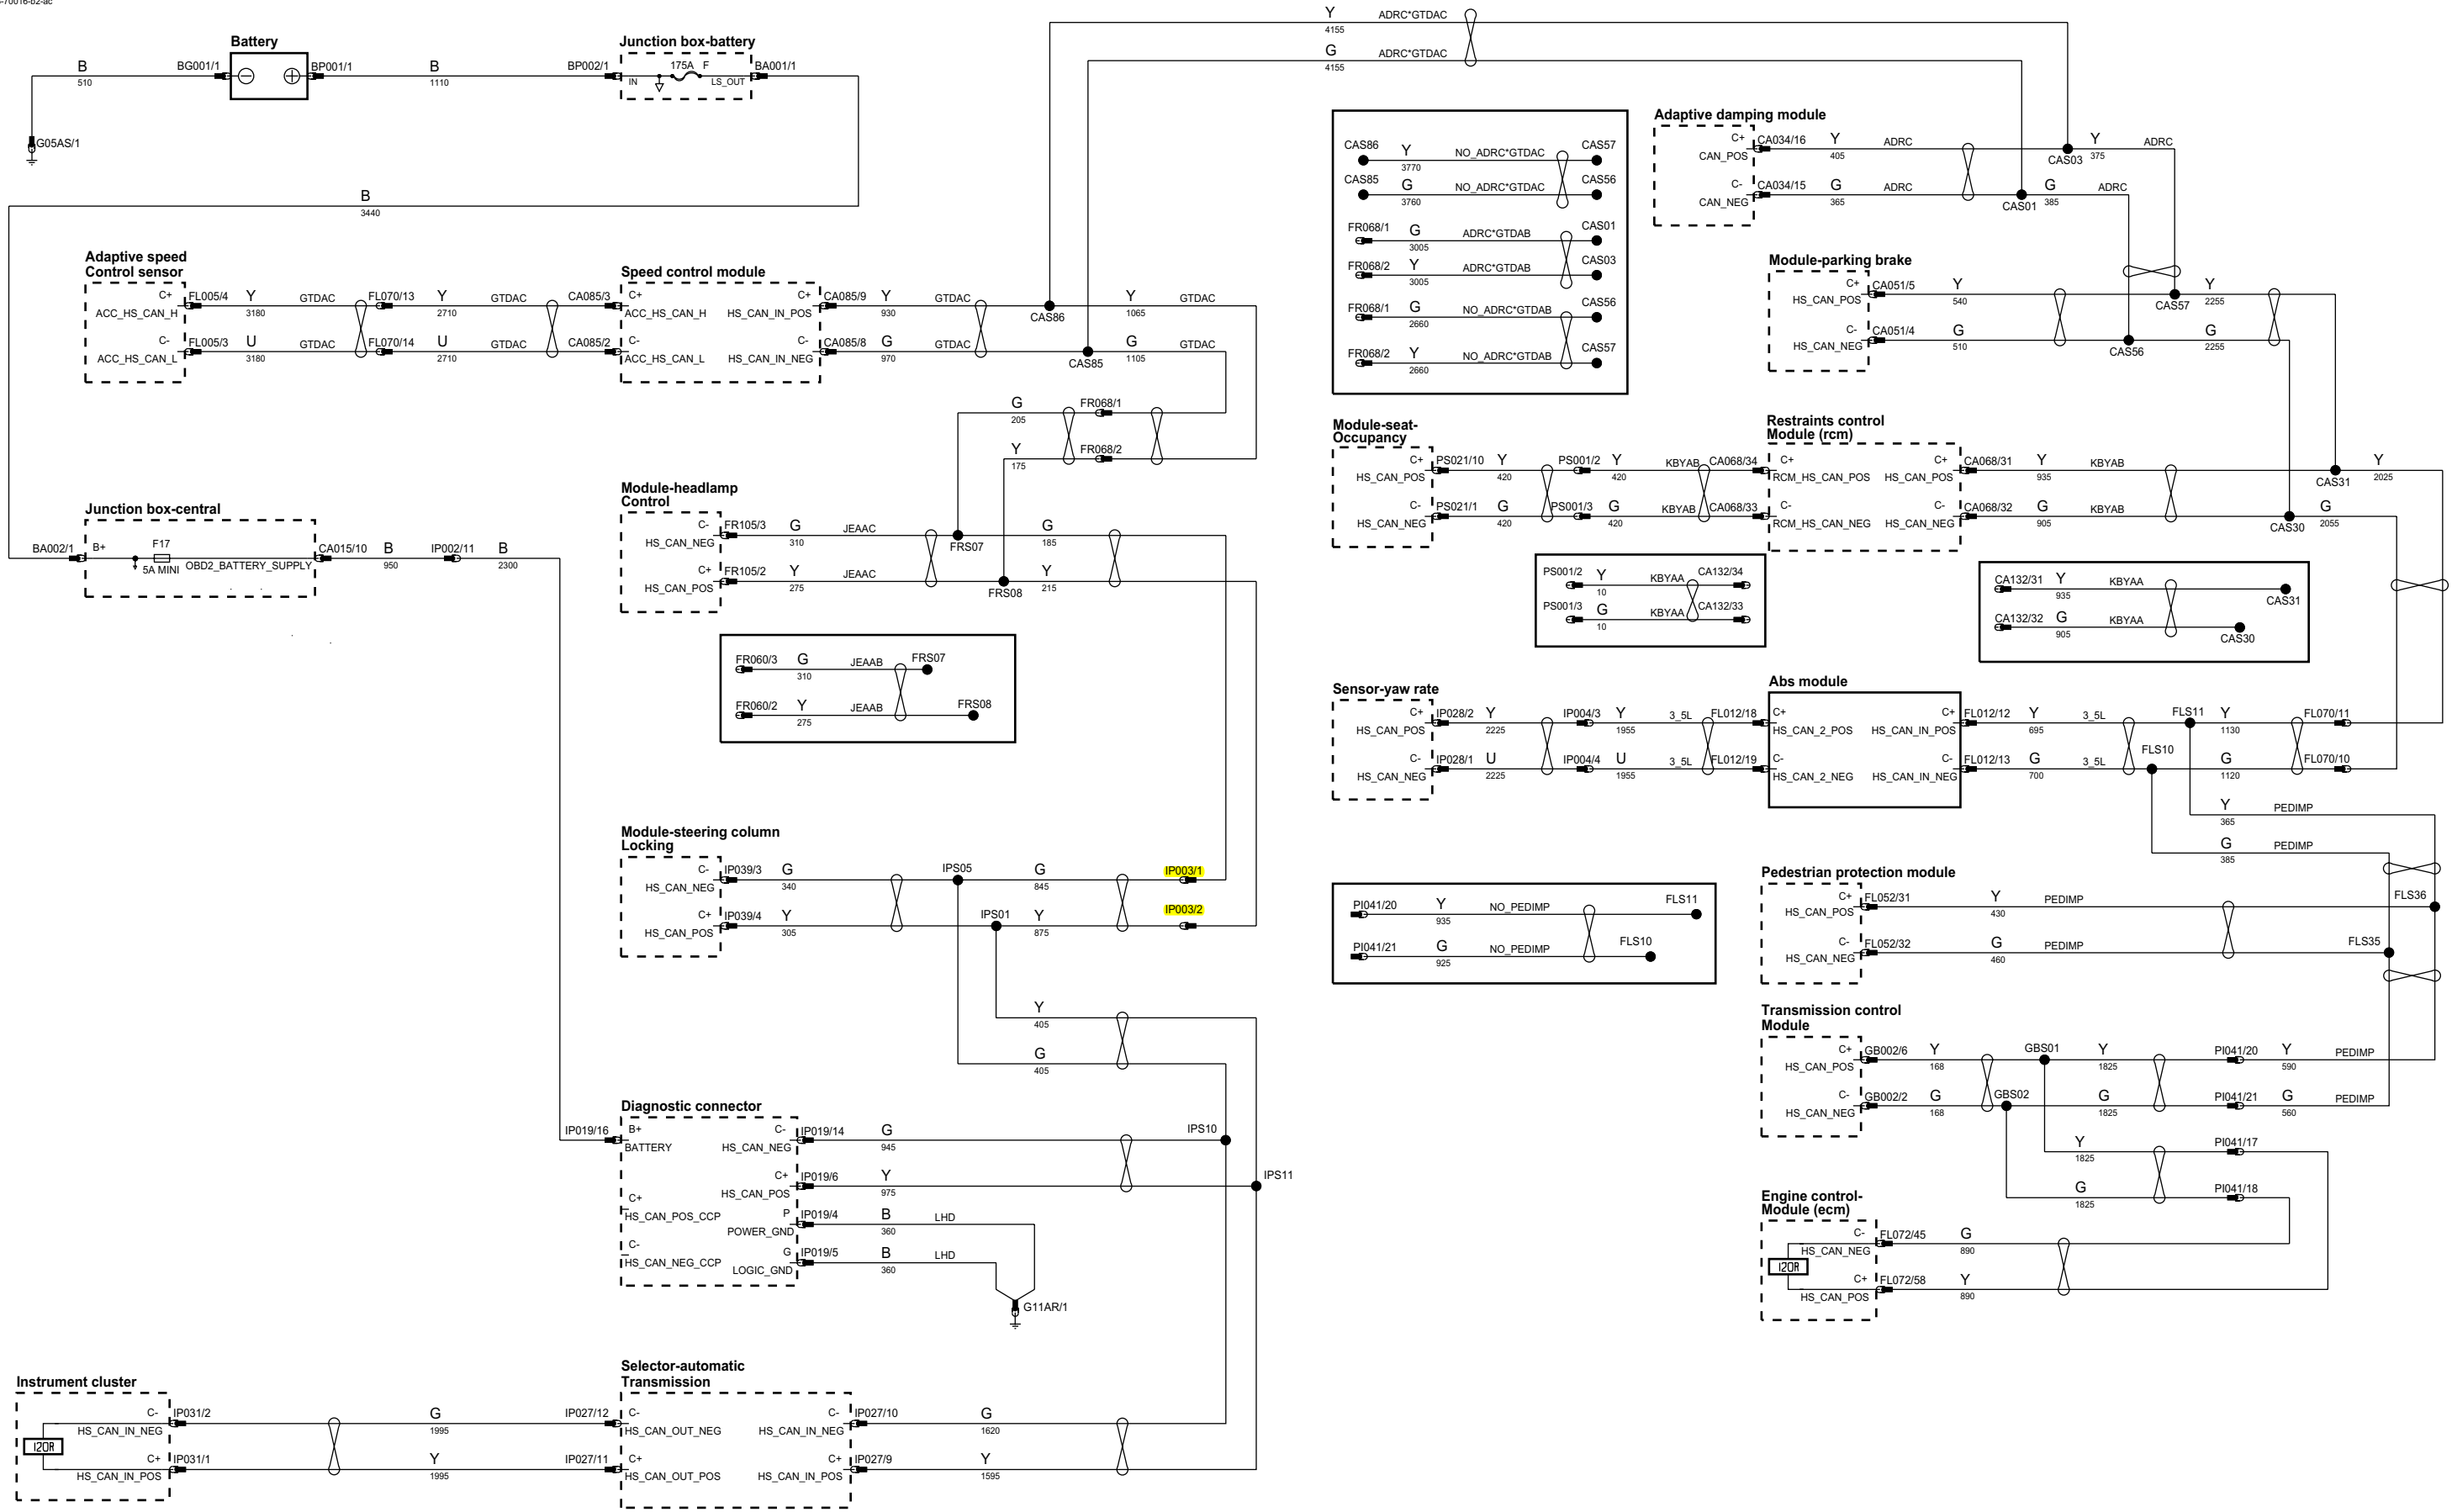 -70016-b2-ac
Battery
BG001/1
BP001/1
B
510
G05AS/1
B
1110
Junction box-battery
BP002/1
IN
175A F
LS_OUT
BA001/1
B
3440
Adaptive speed
Control sensor
C+
ACC_HS_CAN_H
C-
ACC_HS_CAN_L
FL005/4
Y
3180
GTDAC
FL070/13
Y
2710
GTDAC
CA085/3
FL005/3
U
3180
GTDAC
FL070/14
U
2710
GTDAC
CA085/2
Speed control module
C+
ACC_HS_CAN_H
C-
ACC_HS_CAN_L
C+
HS_CAN_IN_POS
C-
HS_CAN_IN_NEG
CA085/9
Y
930
GTDAC
CAS86
Y
1065
GTDAC
CA085/8
G
970
GTDAC
CAS85
G
1105
GTDAC
G
205
FR068/1
Y
175
FR068/2
Module-headlamp
Control
C-
HS_CAN_NEG
C+
HS_CAN_POS
FR105/3
G
310
JEAAC
FRS07
G
185
FR105/2
Y
275
JEAAC
FRS08
Y
215
FR060/3
G
310
JEAAB
FRS07
FR060/2
Y
275
JEAAB
FRS08
Junction box-central
BA002/1
B+
F17
5A MINI
OBD2_BATTERY_SUPPLY
CA015/10
B
950
IP002/11
B
2300
Module-steering column
Locking
C-
HS_CAN_NEG
C+
HS_CAN_POS
IP039/3
G
340
IPS05
G
845
IP003/1
IP039/4
Y
305
IPS01
Y
875
IP003/2
Y
405
G
405
Diagnostic connector
IP019/16
B+
BATTERY
C-
HS_CAN_NEG
C+
HS_CAN_POS
C+
HS_CAN_POS_CCP
P
POWER_GND
C-
HS_CAN_NEG_CCP
G
LOGIC_GND
IP019/14
G
945
IPS10
IP019/6
Y
975
IPS11
IP019/4
B
360
LHD
IP019/5
B
360
LHD
G11AR/1
Instrument cluster
120R
C-
HS_CAN_IN_NEG
C+
HS_CAN_IN_POS
IP031/2
G
1995
IP027/12
IP031/1
Y
1995
IP027/11
Selector-automatic
Transmission
C-
HS_CAN_OUT_NEG
C+
HS_CAN_OUT_POS
C-
HS_CAN_IN_NEG
C+
HS_CAN_IN_POS
IP027/10
G
1620
IP027/9
Y
1595
Y
4155
ADRC*GTDAC
G
4155
ADRC*GTDAC
CAS86
Y
3770
NO_ADRC*GTDAC
CAS57
CAS85
G
3760
NO_ADRC*GTDAC
CAS56
FR068/1
G
3005
ADRC*GTDAB
CAS01
FR068/2
Y
3005
ADRC*GTDAB
CAS03
FR068/1
G
2660
NO_ADRC*GTDAB
CAS56
FR068/2
Y
2660
NO_ADRC*GTDAB
CAS57
Adaptive damping module
C+
CAN_POS
C-
CAN_NEG
CA034/16
Y
405
ADRC
CAS03
Y
375
ADRC
CA034/15
G
365
ADRC
CAS01
G
385
ADRC
Module-parking brake
C+
HS_CAN_POS
C-
HS_CAN_NEG
CA051/5
Y
540
CAS57
Y
2255
CA051/4
G
510
CAS56
G
2255
Module-seat-
Occupancy
C+
HS_CAN_POS
C-
HS_CAN_NEG
PS021/10
Y
420
PS001/2
Y
420
KBYAB
CA068/34
PS021/1
G
420
PS001/3
G
420
KBYAB
CA068/33
Restraints control
Module (rcm)
C+
RCM_HS_CAN_POS
C-
RCM_HS_CAN_NEG
C+
HS_CAN_POS
C-
HS_CAN_NEG
CA068/31
Y
935
KBYAB
CAS31
Y
2025
CA068/32
G
905
KBYAB
CAS30
G
2055
PS001/2
Y
10
KBYAA
CA132/34
PS001/3
G
10
KBYAA
CA132/33
CA132/31
Y
935
KBYAA
CAS31
CA132/32
G
905
KBYAA
CAS30
Sensor-yaw rate
C+
HS_CAN_POS
C-
HS_CAN_NEG
IP028/2
Y
2225
IP004/3
Y
1955
3_5L
FL012/18
IP028/1
U
2225
IP004/4
U
1955
3_5L
FL012/19
Abs module
C+
HS_CAN_2_POS
C-
HS_CAN_2_NEG
C+
HS_CAN_IN_POS
C-
HS_CAN_IN_NEG
FL012/12
Y
695
3_5L
FLS11
Y
1130
FL070/11
FL012/13
G
700
3_5L
FLS10
G
1120
FL070/10
Y
365
PEDIMP
G
385
PEDIMP
PI041/20
Y
935
NO_PEDIMP
FLS11
PI041/21
G
925
NO_PEDIMP
FLS10
Pedestrian protection module
C+
HS_CAN_POS
C-
HS_CAN_NEG
FL052/31
Y
430
PEDIMP
FLS36
FL052/32
G
460
PEDIMP
FLS35
Transmission control
Module
C+
HS_CAN_POS
C-
HS_CAN_NEG
GB002/6
Y
168
GBS01
Y
1825
PI041/20
Y
590
PEDIMP
GB002/2
G
168
GBS02
G
1825
PI041/21
G
560
PEDIMP
Y
1825
PI041/17
G
1825
PI041/18
Engine control-
Module (ecm)
120R
C-
HS_CAN_NEG
C+
HS_CAN_POS
FL072/45
G
890
FL072/58
Y
890